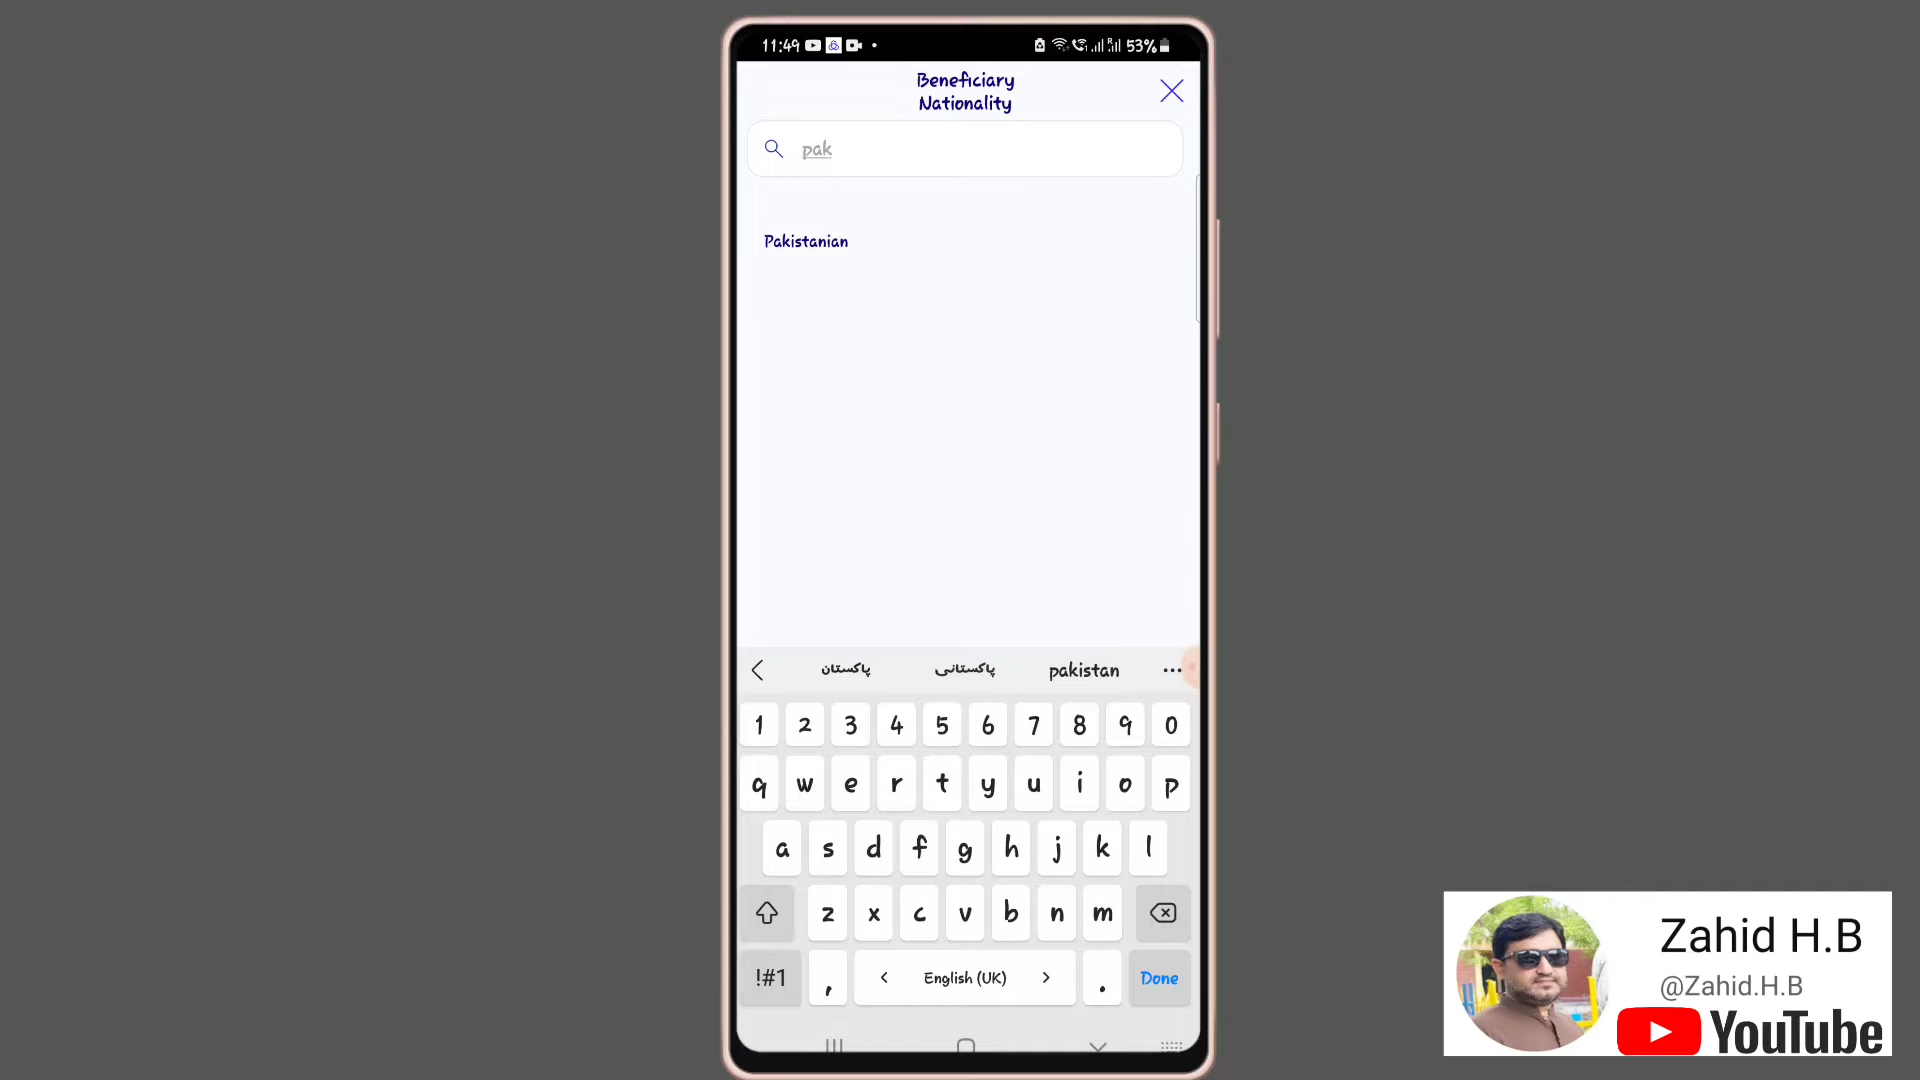 11:49
53%
Beneficiary
Nationality
pak
Pakistanian
پاکستان پاکستانی pakistan
1 2 3 4 5 6 7 8 9 0
q w e r t y u i o p
a s d f g h j k l
z x c v b n m
!#1 , < English (UK) > . Done
Zahid H.B
@Zahid.H.B
YouTube